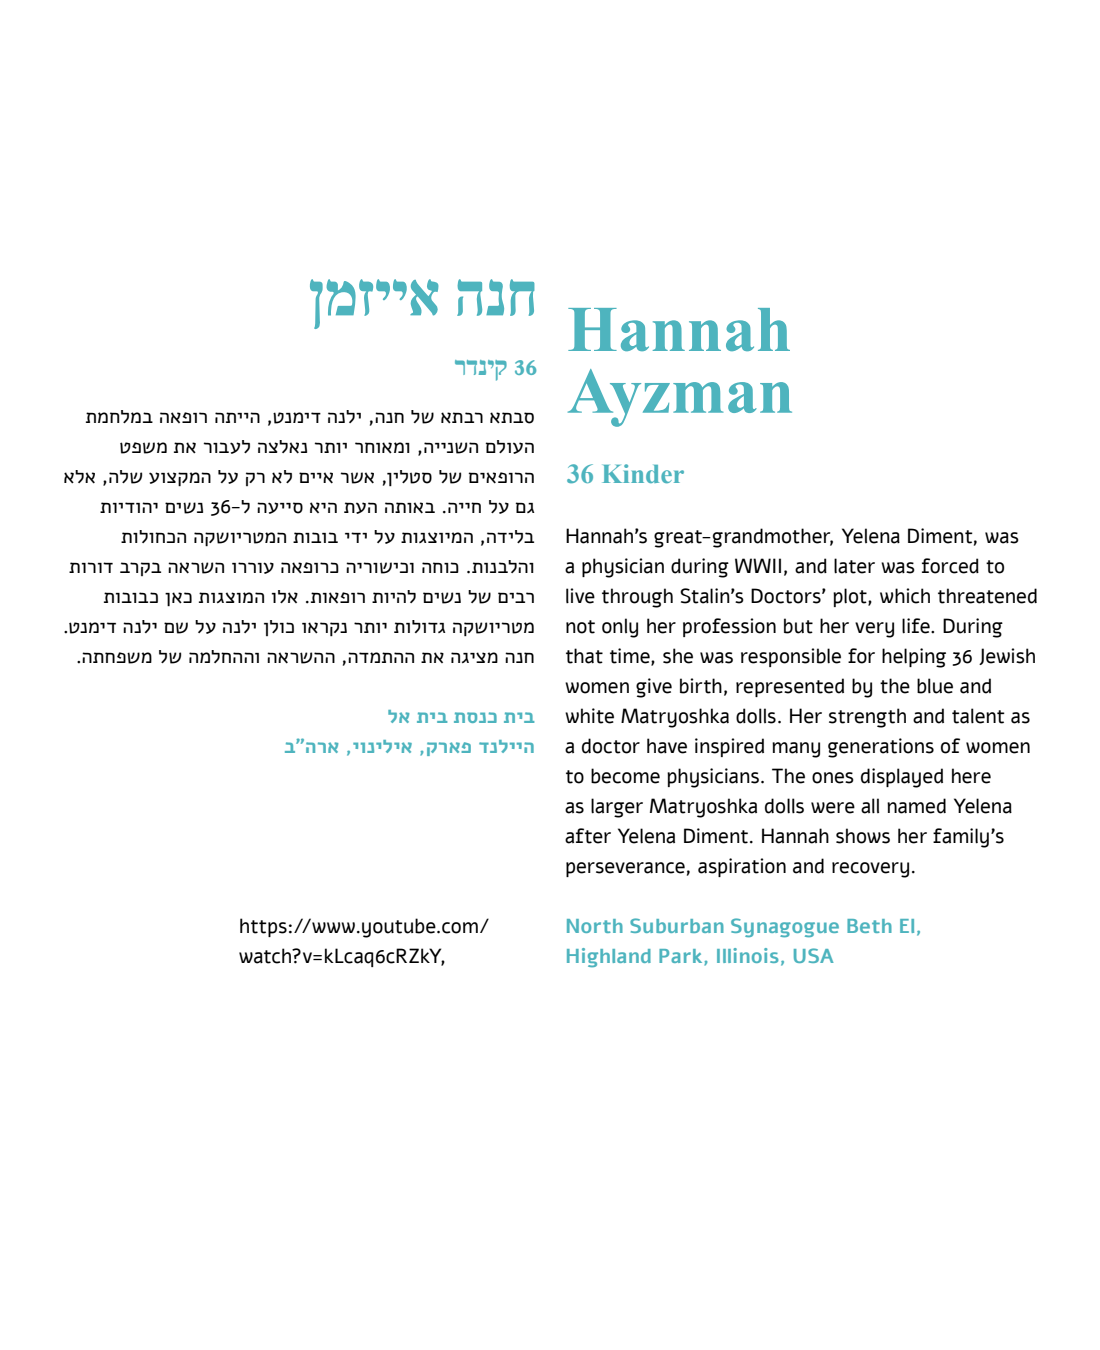 חנה אייזמן
36 קינדר
סבתא רבתא של חנה, ילנה דימנט, הייתה רופאה במלחמת
העולם השנייה, ומאוחר יותר נאלצה לעבור את משפט
הרופאים של סטלין, אשר איים לא רק על המקצוע שלה, אלא
גם על חייה. באותה העת היא סייעה ל-36 נשים יהודיות
בלידה, המיוצגות על ידי בובות המטריושקה הכחולות
והלבנות. כוחה וכישוריה כרופאה עוררו השראה בקרב דורות
רבים של נשים להיות רופאות. אלו המוצגות כאן כבובות
מטריושקה גדולות יותר נקראו כולן ילנה על שם ילנה דימנט.
חנה מציגה את ההתמדה, ההשראה וההחלמה של משפחתה.
בית כנסת בית אל
היילנד פארק, אילינוי, ארה"ב
https://www.youtube.com/
watch?v=kLcaq6cRZkY,
Hannah
Ayzman
36 Kinder
Hannah's great-grandmother, Yelena Diment, was
a physician during WWII, and later was forced to
live through Stalin's Doctors' plot, which threatened
not only her profession but her very life. During
that time, she was responsible for helping 36 Jewish
women give birth, represented by the blue and
white Matryoshka dolls. Her strength and talent as
a doctor have inspired many generations of women
to become physicians. The ones displayed here
as larger Matryoshka dolls were all named Yelena
after Yelena Diment. Hannah shows her family's
perseverance, aspiration and recovery.
North Suburban Synagogue Beth El,
Highland Park, Illinois, USA